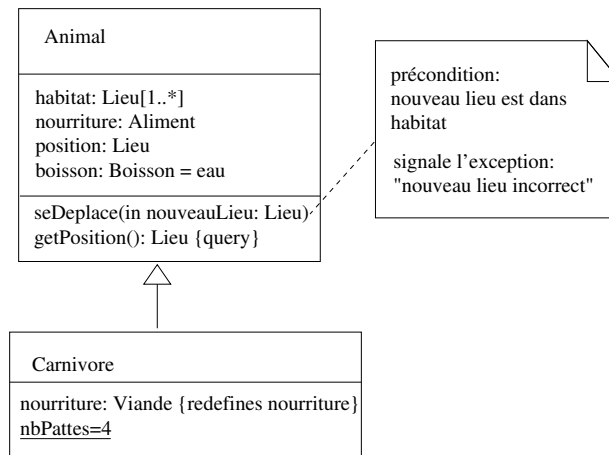 Animal
habitat: Lieu[1..*]
nourriture: Aliment
position: Lieu
boisson: Boisson = eau
seDeplace(in nouveauLieu: Lieu)
getPosition(): Lieu {query}
précondition:
nouveau lieu est dans
habitat
signale l'exception:
"nouveau lieu incorrect"
Carnivore
nourriture: Viande {redefines nourriture}
nbPattes=4